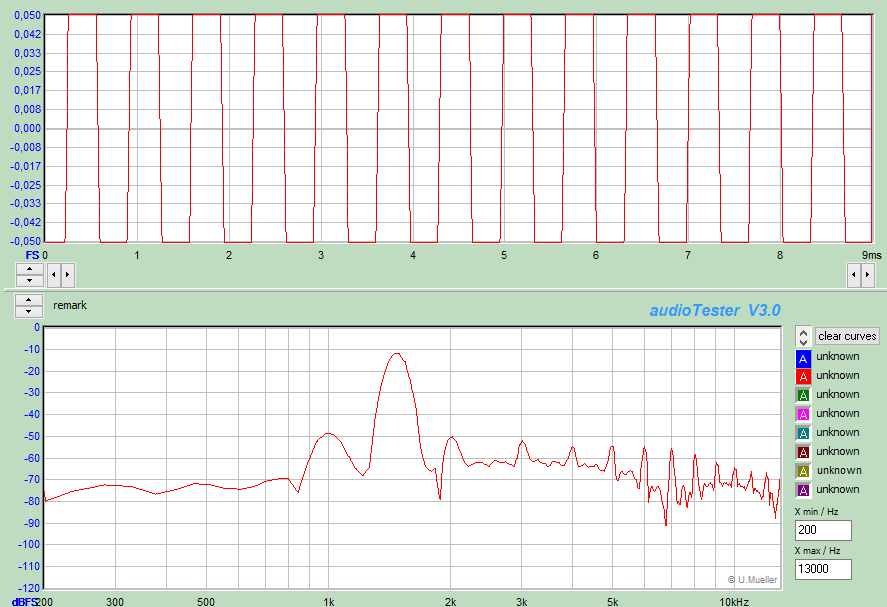 0,050
0,042
0,033
0,025
0,017
0,008
0,000
-0,008
-0,017
-0,025
-0,033
-0,042
-0,050
FS 0 1 2 3 4 5 6 7 8 9ms
remark
audioTester V3.0
0
-10
-20
-30
-40
-50
-60
-70
-80
-90
-100
-110
-120
dBFS 200 300 500 1k 2k 3k 5k 10kHz
© U.Mueller
clear curves
A unknown
A unknown
A unknown
A unknown
A unknown
A unknown
A unknown
A unknown
X min / Hz
200
X max / Hz
13000